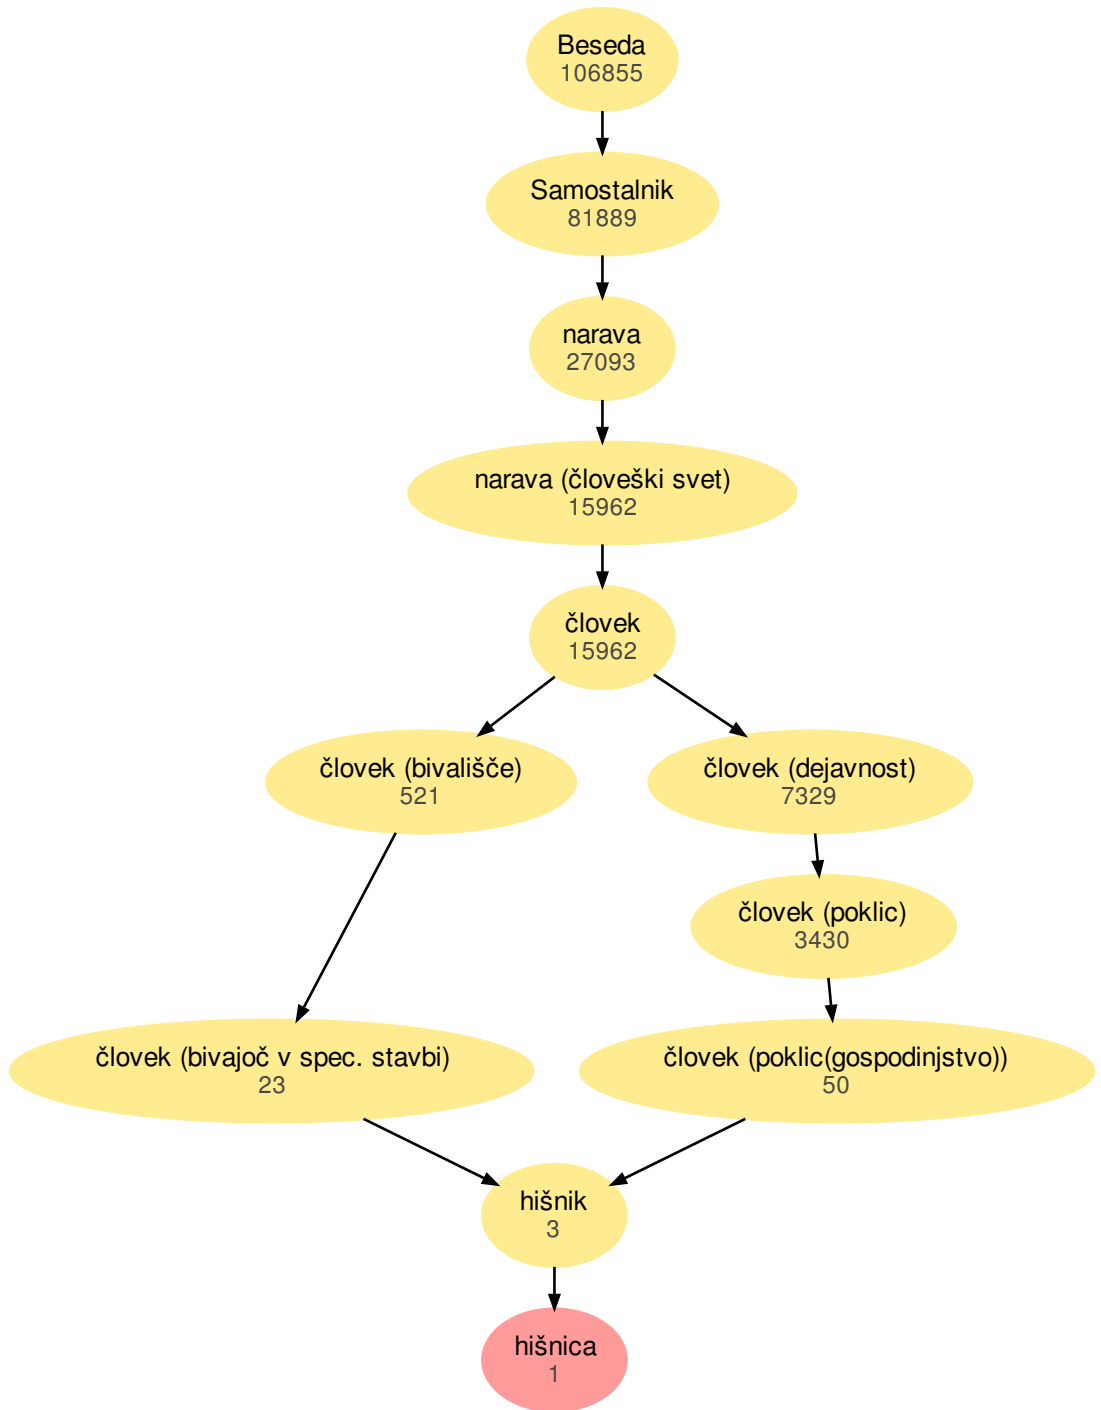 Beseda
106855
Samostalnik
81889
narava
27093
narava (človeški svet)
15962
človek
15962
človek (bivališče)
521
človek (dejavnost)
7329
človek (poklic)
3430
človek (bivajoč v spec. stavbi)
23
človek (poklic(gospodinjstvo))
50
hišnik
3
hišnica
1